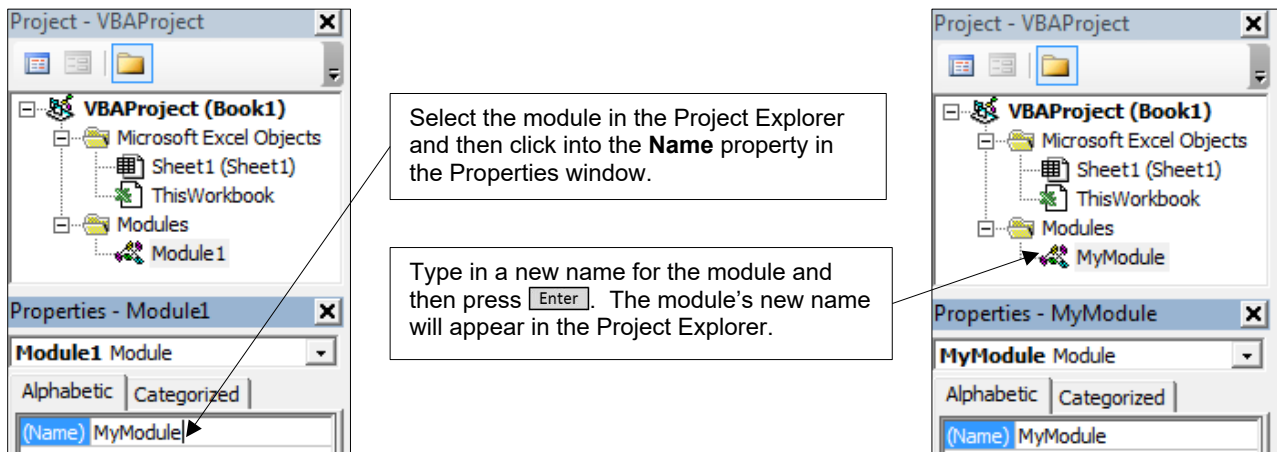 Project - VBAProject
VBAProject (Book1)
Microsoft Excel Objects
Sheet1 (Sheet1)
ThisWorkbook
Modules
Module1
Properties - Module1
Module1 Module
Alphabetic Categorized
(Name) MyModule
Select the module in the Project Explorer
and then click into the Name property in
the Properties window.
Type in a new name for the module and
then press Enter. The module’s new name
will appear in the Project Explorer.
Project - VBAProject
VBAProject (Book1)
Microsoft Excel Objects
Sheet1 (Sheet1)
ThisWorkbook
Modules
MyModule
Properties - MyModule
MyModule Module
Alphabetic Categorized
(Name) MyModule